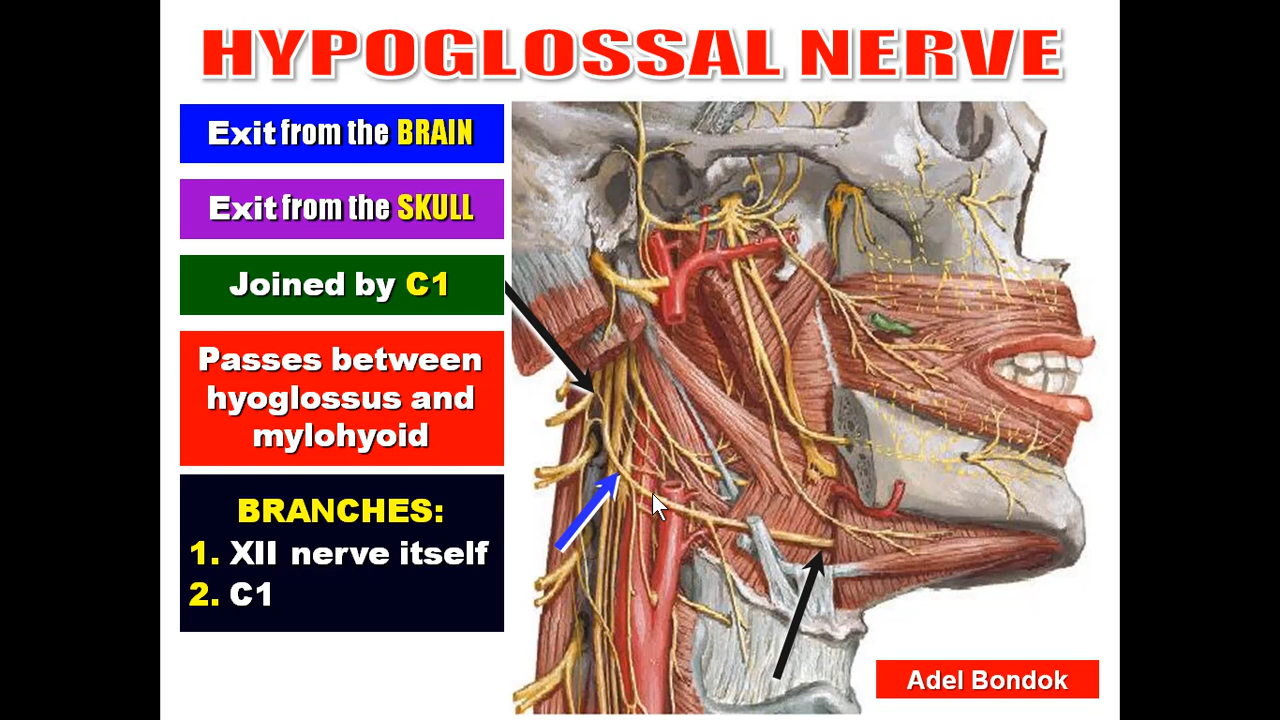 HYPOGLOSSAL NERVE
Exit from the BRAIN
Exit from the SKULL
Joined by C1
Passes between
hyoglossus and
mylohyoid
BRANCHES:
1. XII nerve itself
2. C1
Adel Bondok